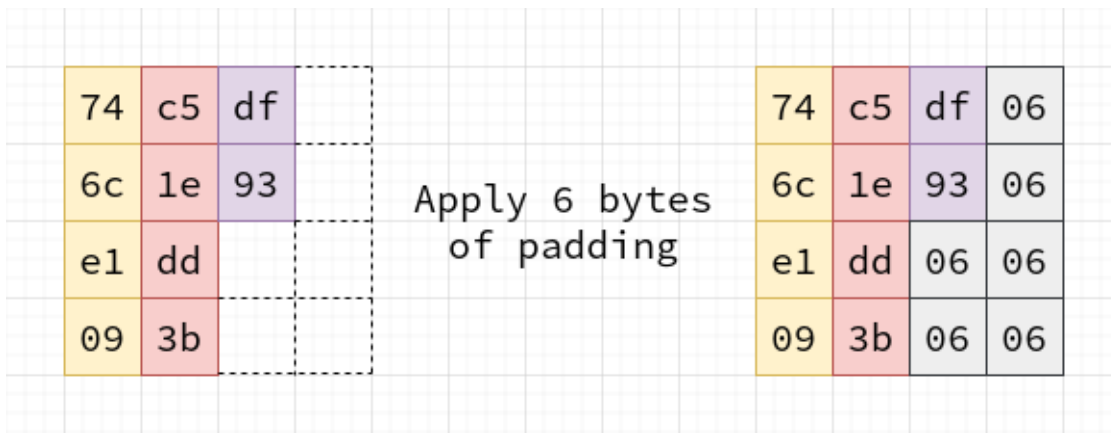 74 c5 df
6c 1e 93
e1 dd
09 3b
Apply 6 bytes
of padding
74 c5 df 06
6c 1e 93 06
e1 dd 06 06
09 3b 06 06